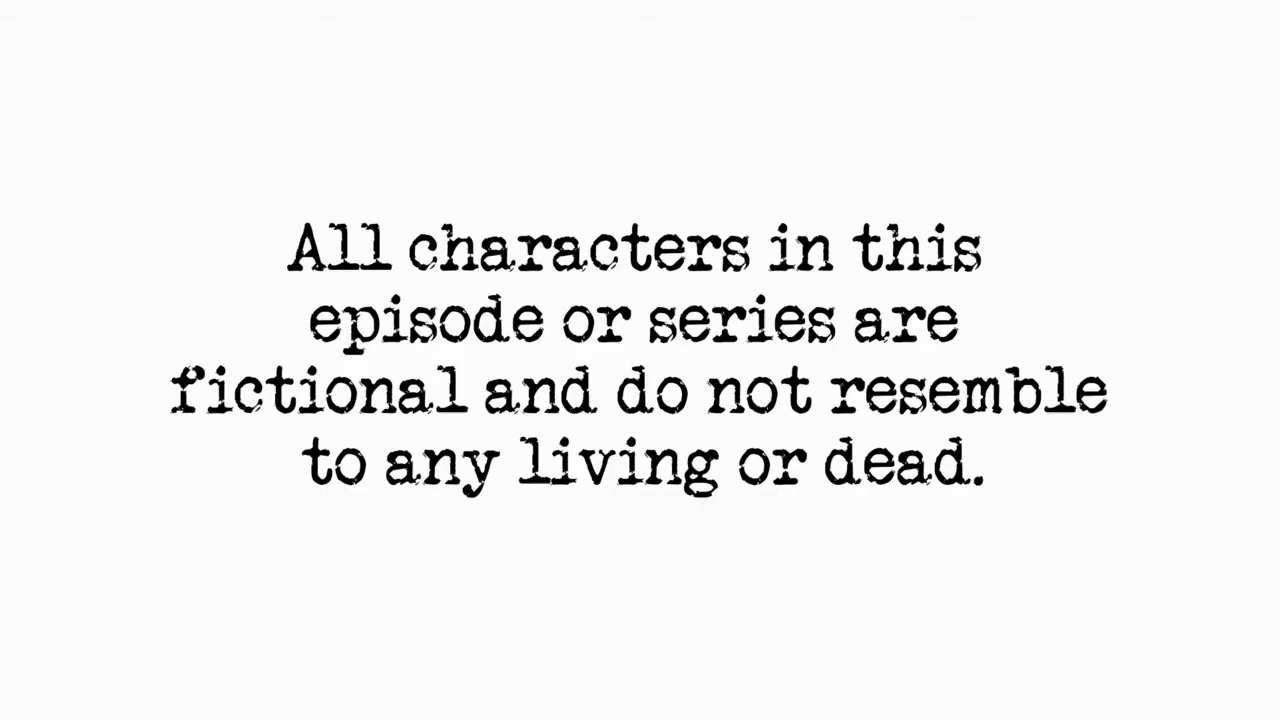 All characters in this
episode or series are
fictional and do not resemble
to any living or dead.